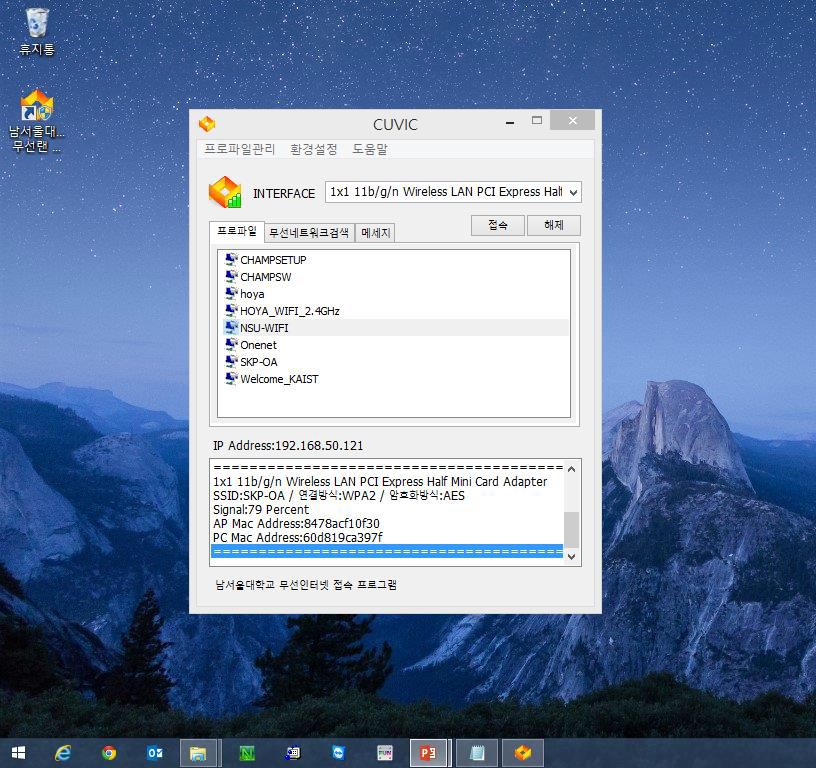 휴지통
남서울대...
무선랜 ...
CUVIC
프로파일관리 환경설정 도움말
INTERFACE 1x1 11b/g/n Wireless LAN PCI Express Half
프로파일 무선네트워크검색 메세지 접속 해제
CHAMPSETUP
CHAMPSW
hoya
HOYA_WIFI_2.4GHz
NSU-WIFI
Onenet
SKP-OA
Welcome_KAIST
IP Address:192.168.50.121
=======================================
1x1 11b/g/n Wireless LAN PCI Express Half Mini Card Adapter
SSID:SKP-OA / 연결방식:WPA2 / 암호화방식:AES
Signal:79 Percent
AP Mac Address:8478acf10f30
PC Mac Address:60d819ca397f
=======================================
남서울대학교 무선인터넷 접속 프로그램